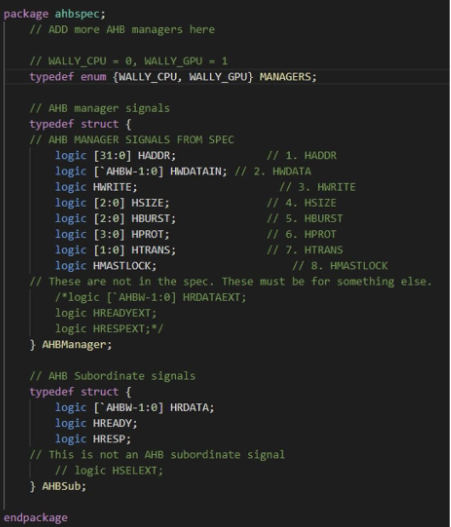 package ahbspec;
// ADD more AHB managers here
// WALLY_CPU = 0, WALLY_GPU = 1
typedef enum {WALLY_CPU, WALLY_GPU} MANAGERS;
// AHB manager signals
typedef struct {
// AHB MANAGER SIGNALS FROM SPEC
logic [31:0] HADDR; // 1. HADDR
logic [`AHBW-1:0] HWDATAIN; // 2. HWDATA
logic HWRITE; // 3. HWRITE
logic [2:0] HSIZE; // 4. HSIZE
logic [2:0] HBURST; // 5. HBURST
logic [3:0] HPROT; // 6. HPROT
logic [1:0] HTRANS; // 7. HTRANS
logic HMASTLOCK; // 8. HMASTLOCK
// These are not in the spec. These must be for something else.
/*logic [`AHBW-1:0] HRDATAEXT;
logic HREADYEXT;
logic HRESPEXT;*/
} AHBManager;
// AHB Subordinate signals
typedef struct {
logic [`AHBW-1:0] HRDATA;
logic HREADY;
logic HRESP;
// This is not an AHB subordinate signal
// logic HSELEXT;
} AHBSub;
endpackage